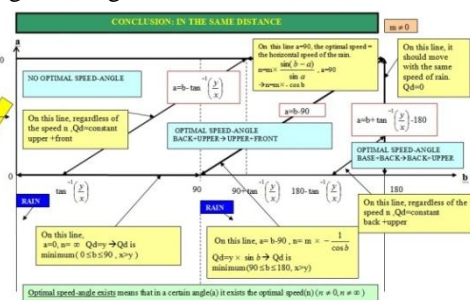 CONCLUSION: IN THE SAME DISTANCE
m≠0
a
On this line a=90, the optimal speed =
the horizontal speed of the rain.
n=m× sin(b−a)/sin a , a=90
→n=m× - cos b
On this line, it
should move
with the same
speed of rain.
Qd=0
NO OPTIMAL SPEED-ANGLE
a=b- tan⁻¹(y/x)
On this line, regardless of
the speed n ,Qd=constant
upper +front
a=b-90
a=b+ tan⁻¹(y/x) -180
OPTIMAL SPEED-ANGLE
BACK+UPPER→ UPPER+FRONT
OPTIMAL SPEED-ANGLE
BASE+BACK→BACK+UPPER
0
b
tan⁻¹(y/x)
90
90+ tan⁻¹(y/x)
180- tan⁻¹(y/x)
180
RAIN
RAIN
On this line, regardless of the
speed n ,Qd=constant
back +upper
On this line,
a=0, n= ∞ Qd=y →Qd is
minimum ( 0≤b≤90 , x>y )
On this line, a= b-90 , n= m × − 1/cos b
Qd=y× sin b→ Qd is
minimum(90≤b≤180, x>y)
Optimal speed-angle exists means that in a certain angle(a) it exists the optimal speed(n) (n≠0,n≠∞)